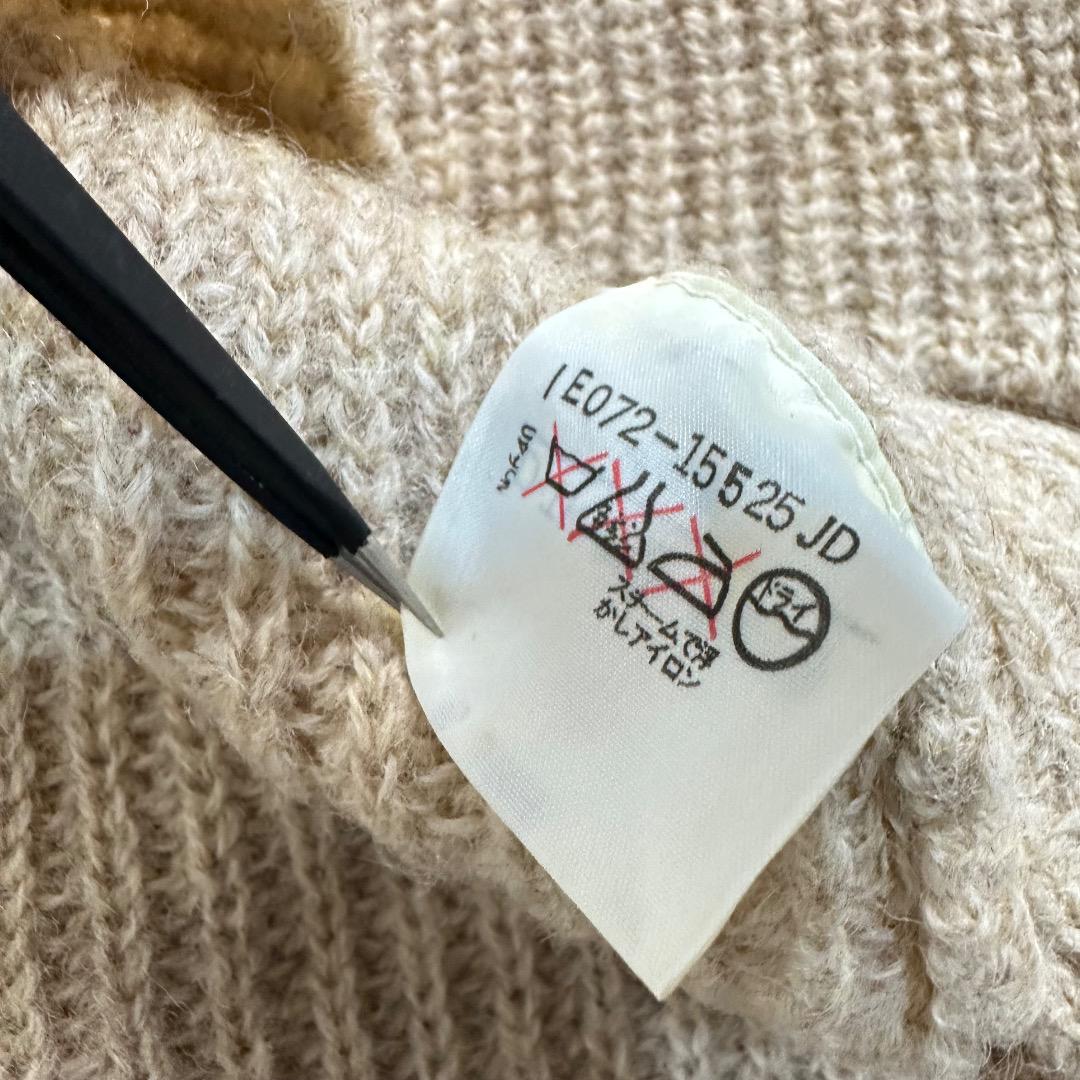 1E072-15525 JD
ドライ
スチームで浮
かしアイロン